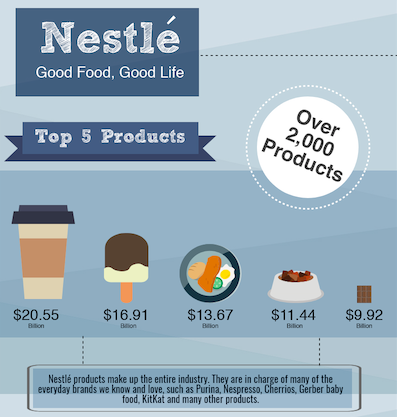 Nestlé
Good Food, Good Life
Top 5 Products
Over
2,000
Products
$20.55 $16.91 $13.67 $11.44 $9.92
Billion Billion Billion Billion Billion
Nestlé products make up the entire industry. They are in charge of many of the
everyday brands we know and love, such as Purina, Nespresso, Cherrios, Gerber baby
food, KitKat and many other products.